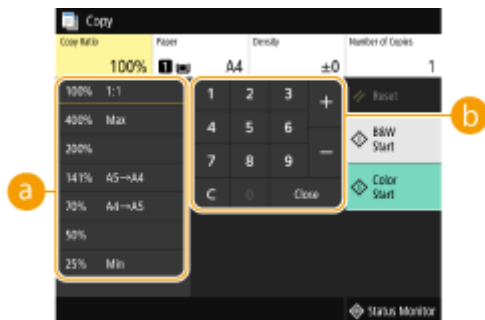 Copy
Copy Ratio Paper Density Number of Copies
100% 1 A4 ±0 1
100% 1:1
400% Max
200%
141% A5→A4
70% A4→A5
50%
25% Min
1 2 3 +
4 5 6
7 8 9 −
C 0 Close
Reset
B&W
Start
Color
Start
a
b
Status Monitor